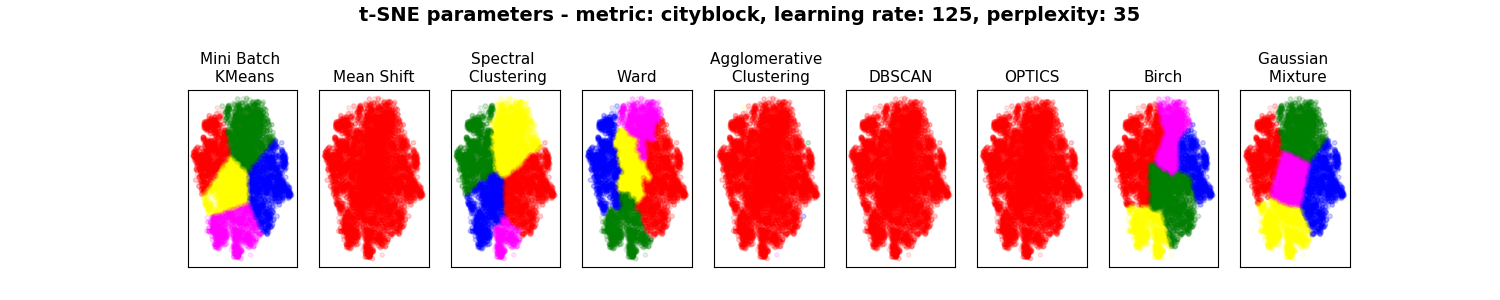 t-SNE parameters - metric: cityblock, learning rate: 125, perplexity: 35
Mini Batch
KMeans
Mean Shift
Spectral
Clustering
Ward
Agglomerative
Clustering
DBSCAN
OPTICS
Birch
Gaussian
Mixture